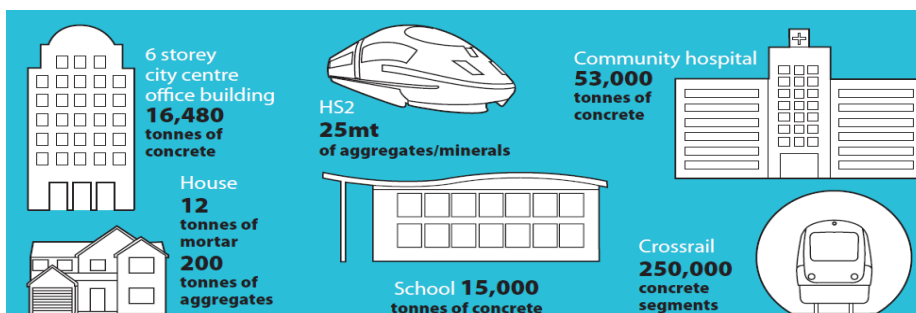 6 storey
city centre
office building
16,480
tonnes of
concrete
HS2
25mt
of aggregates/minerals
Community hospital
53,000
tonnes of
concrete
House
12
tonnes of
mortar
200
tonnes of
aggregates
School 15,000
tonnes of concrete
Crossrail
250,000
concrete
segments